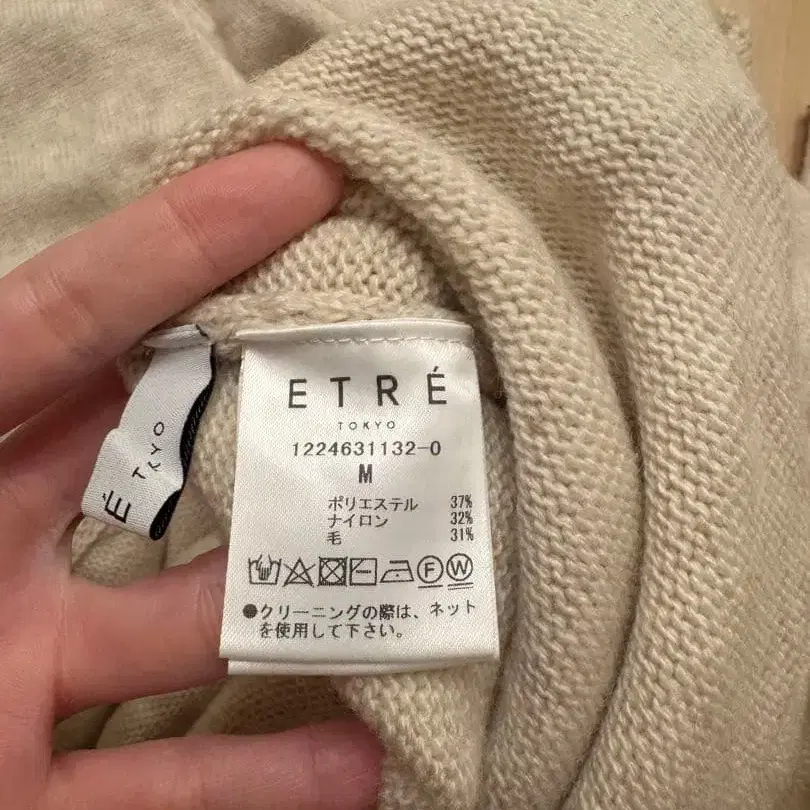 ETRÉ
TOKYO
1224631132-0
M
ポリエステル 37%
ナイロン 32%
毛 31%
F W
●クリーニングの際は、ネット
を使用して下さい。
É
TOKYO